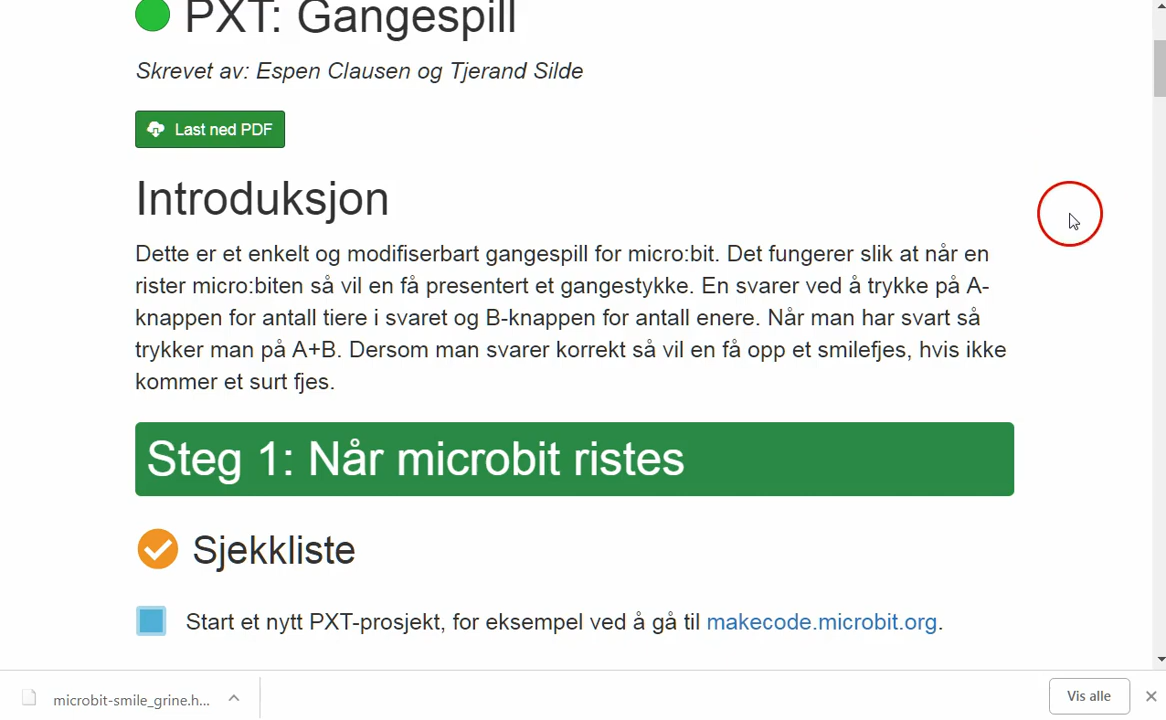 PXT: Gangespill
Skrevet av: Espen Clausen og Tjerand Silde
Last ned PDF
Introduksjon
Dette er et enkelt og modifiserbart gangespill for micro:bit. Det fungerer slik at når en
rister micro:biten så vil en få presentert et gangestykke. En svarer ved å trykke på A-
knappen for antall tiere i svaret og B-knappen for antall enere. Når man har svart så
trykker man på A+B. Dersom man svarer korrekt så vil en få opp et smilefjes, hvis ikke
kommer et surt fjes.
Steg 1: Når microbit ristes
Sjekkliste
Start et nytt PXT-prosjekt, for eksempel ved å gå til makecode.microbit.org.
microbit-smile_grine.h...
Vis alle